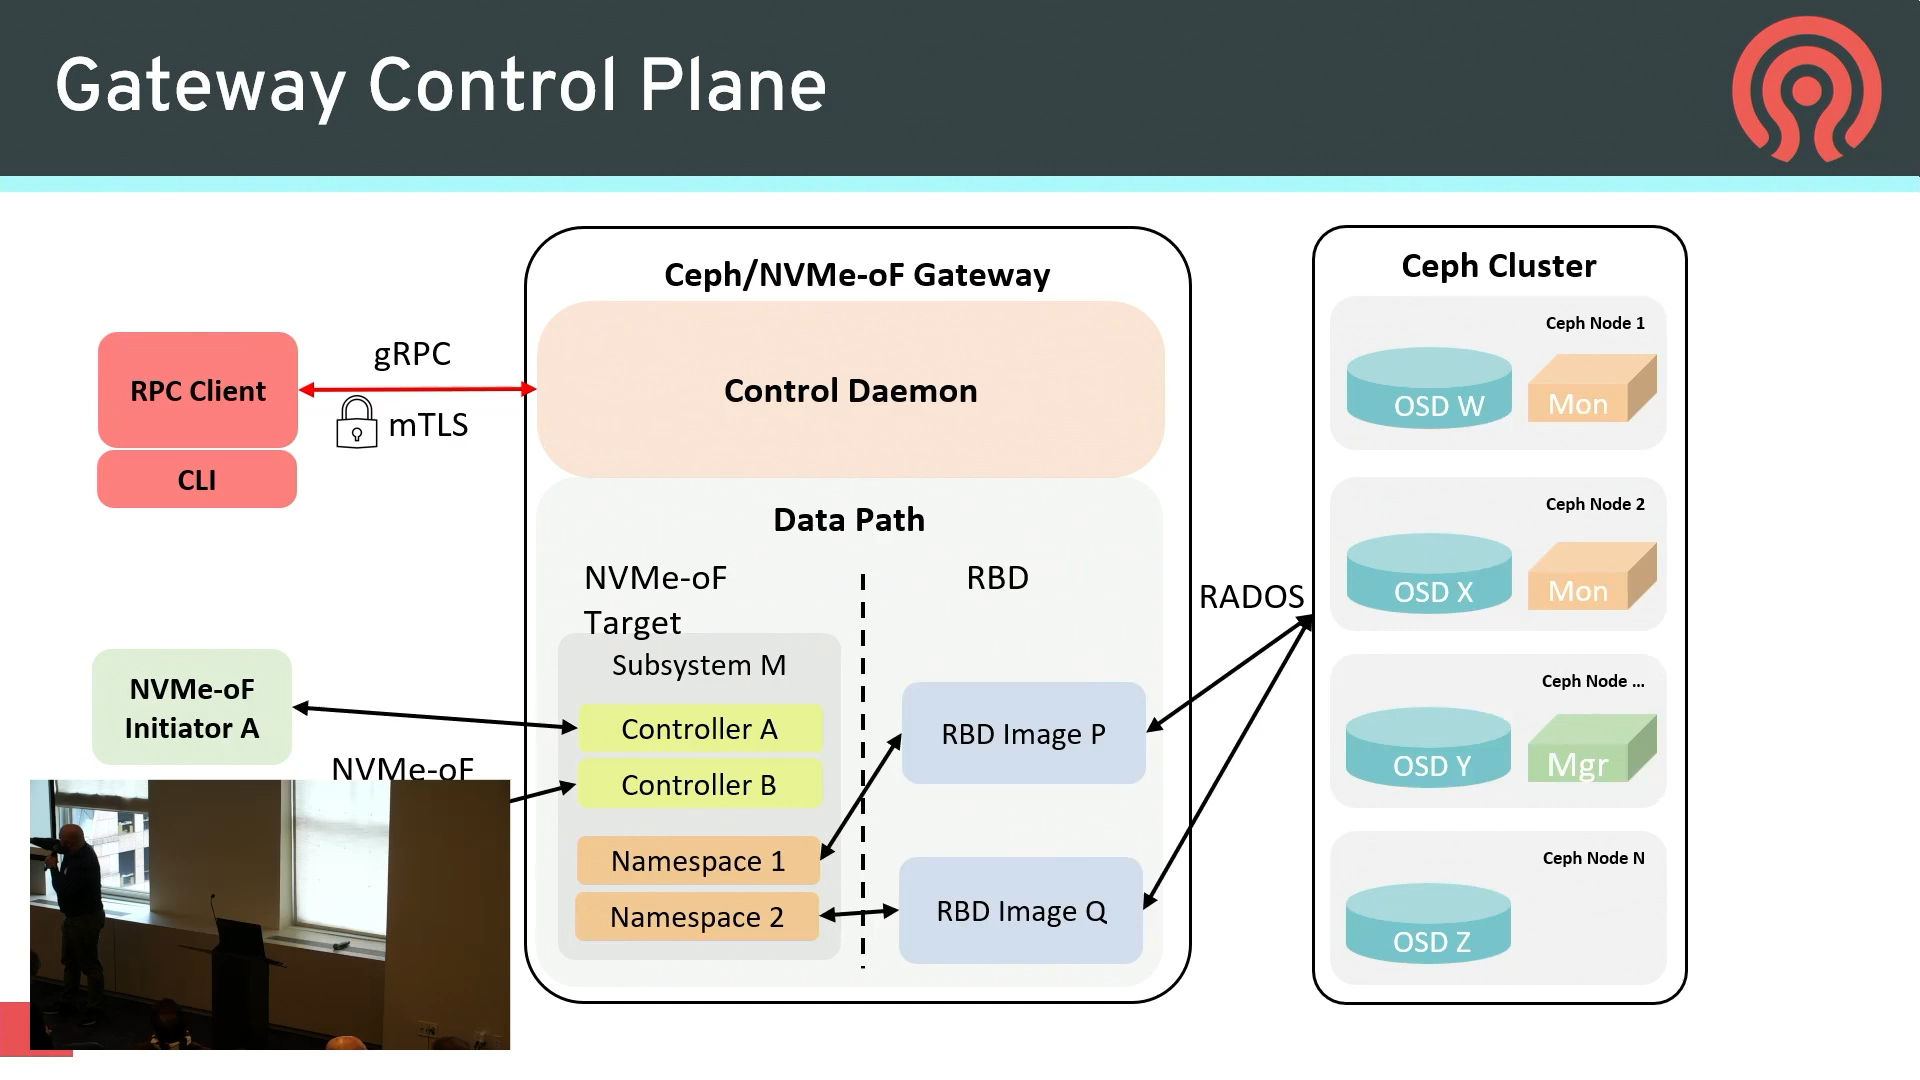 Gateway Control Plane
Ceph/NVMe-oF Gateway
Control Daemon
RPC Client
CLI
gRPC
mTLS
Data Path
NVMe-oF
Target
RBD
Subsystem M
Controller A
Controller B
Namespace 1
Namespace 2
RBD Image P
RBD Image Q
NVMe-oF
Initiator A
NVMe-oF
RADOS
Ceph Cluster
Ceph Node 1
OSD W
Mon
Ceph Node 2
OSD X
Mon
Ceph Node ...
OSD Y
Mgr
Ceph Node N
OSD Z